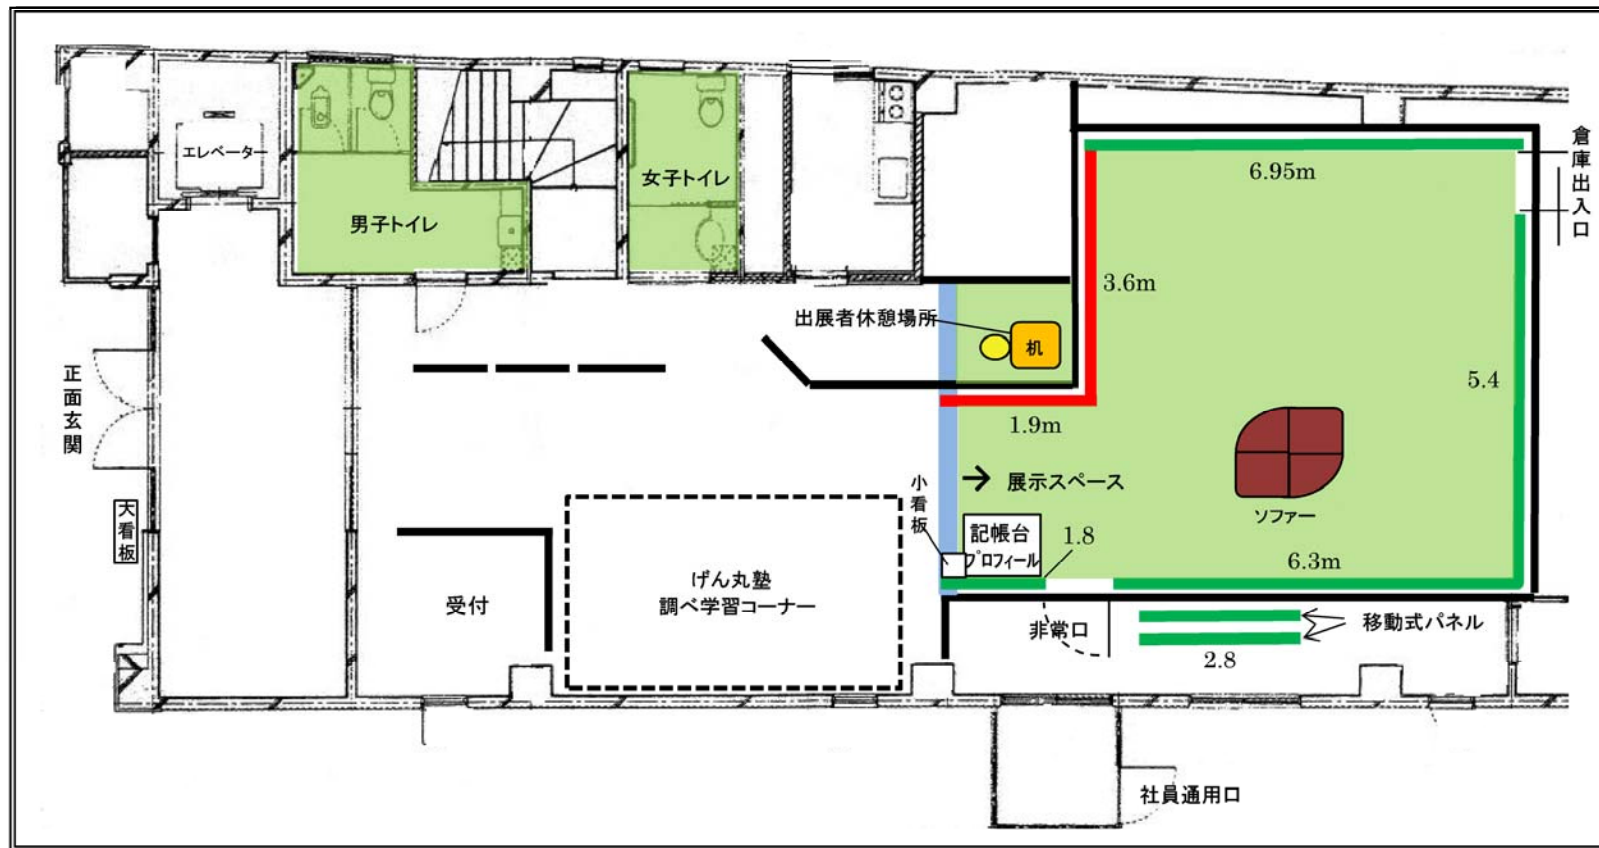 エレベーター
男子トイレ
女子トイレ
6.95m
倉庫出入口
3.6m
出展者休憩場所
机
正面玄関
5.4
1.9m
小看板
展示スペース
ソファー
大看板
記帳台
プロフィール
1.8
6.3m
受付
げん丸塾
調べ学習コーナー
非常口
移動式パネル
2.8
社員通用口